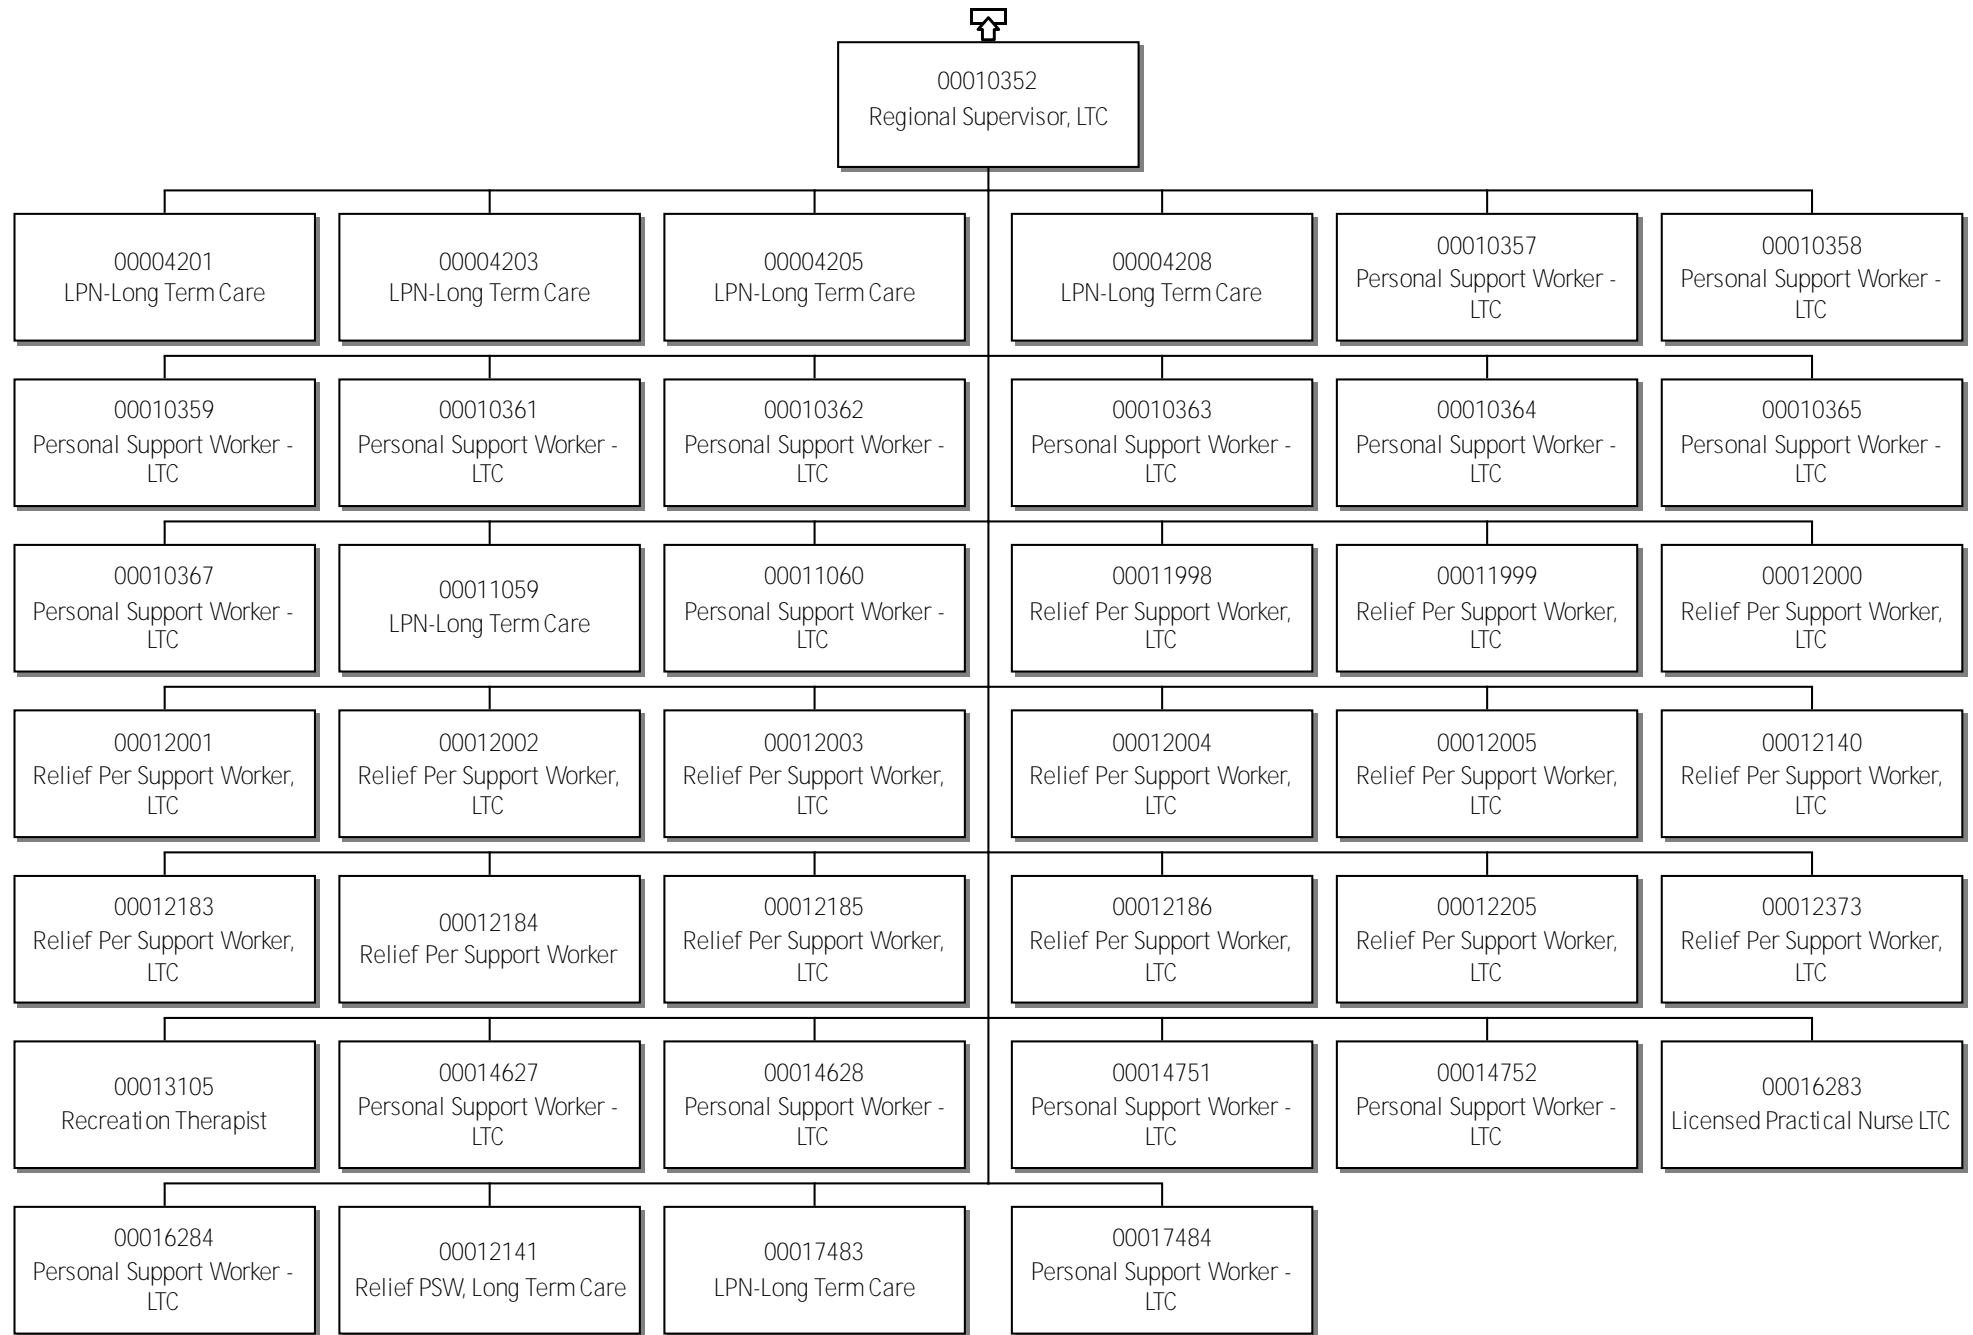 00010352
Regional Supervisor, LTC
00004201
LPN-Long Term Care
00004203
LPN-Long Term Care
00004205
LPN-Long Term Care
00004208
LPN-Long Term Care
00010357
Personal Support Worker -
LTC
00010358
Personal Support Worker -
LTC
00010359
Personal Support Worker -
LTC
00010361
Personal Support Worker -
LTC
00010362
Personal Support Worker -
LTC
00010363
Personal Support Worker -
LTC
00010364
Personal Support Worker -
LTC
00010365
Personal Support Worker -
LTC
00010367
Personal Support Worker -
LTC
00011059
LPN-Long Term Care
00011060
Personal Support Worker -
LTC
00011998
Relief Per Support Worker,
LTC
00011999
Relief Per Support Worker,
LTC
00012000
Relief Per Support Worker,
LTC
00012001
Relief Per Support Worker,
LTC
00012002
Relief Per Support Worker,
LTC
00012003
Relief Per Support Worker,
LTC
00012004
Relief Per Support Worker,
LTC
00012005
Relief Per Support Worker,
LTC
00012140
Relief Per Support Worker,
LTC
00012183
Relief Per Support Worker,
LTC
00012184
Relief Per Support Worker
00012185
Relief Per Support Worker,
LTC
00012186
Relief Per Support Worker,
LTC
00012205
Relief Per Support Worker,
LTC
00012373
Relief Per Support Worker,
LTC
00013105
Recreation Therapist
00014627
Personal Support Worker -
LTC
00014628
Personal Support Worker -
LTC
00014751
Personal Support Worker -
LTC
00014752
Personal Support Worker -
LTC
00016283
Licensed Practical Nurse LTC
00016284
Personal Support Worker -
LTC
00012141
Relief PSW, Long Term Care
00017483
LPN-Long Term Care
00017484
Personal Support Worker -
LTC